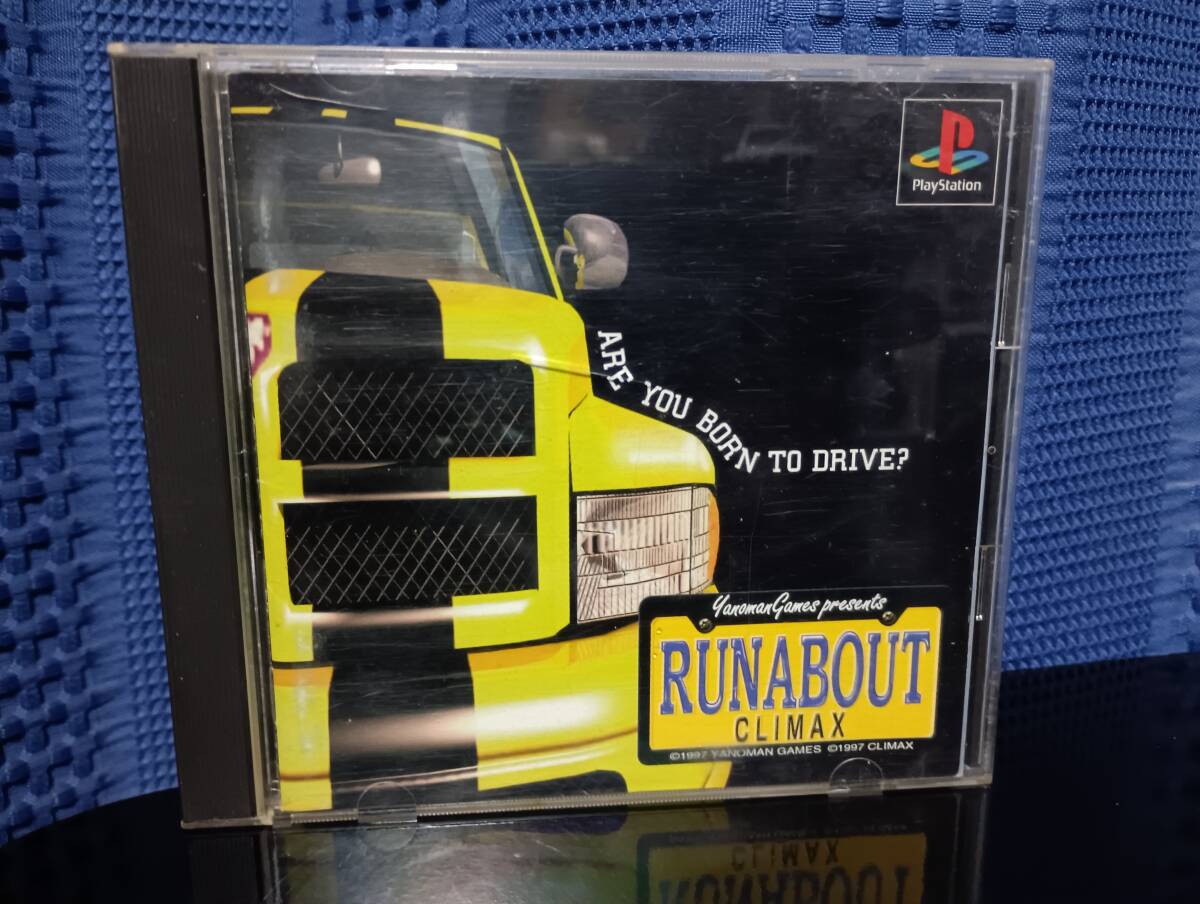 PlayStation
ARE YOU BORN TO DRIVE?
YanomanGames presents
RUNABOUT
CLIMAX
©1997 YANOMAN GAMES ©1997 CLIMAX